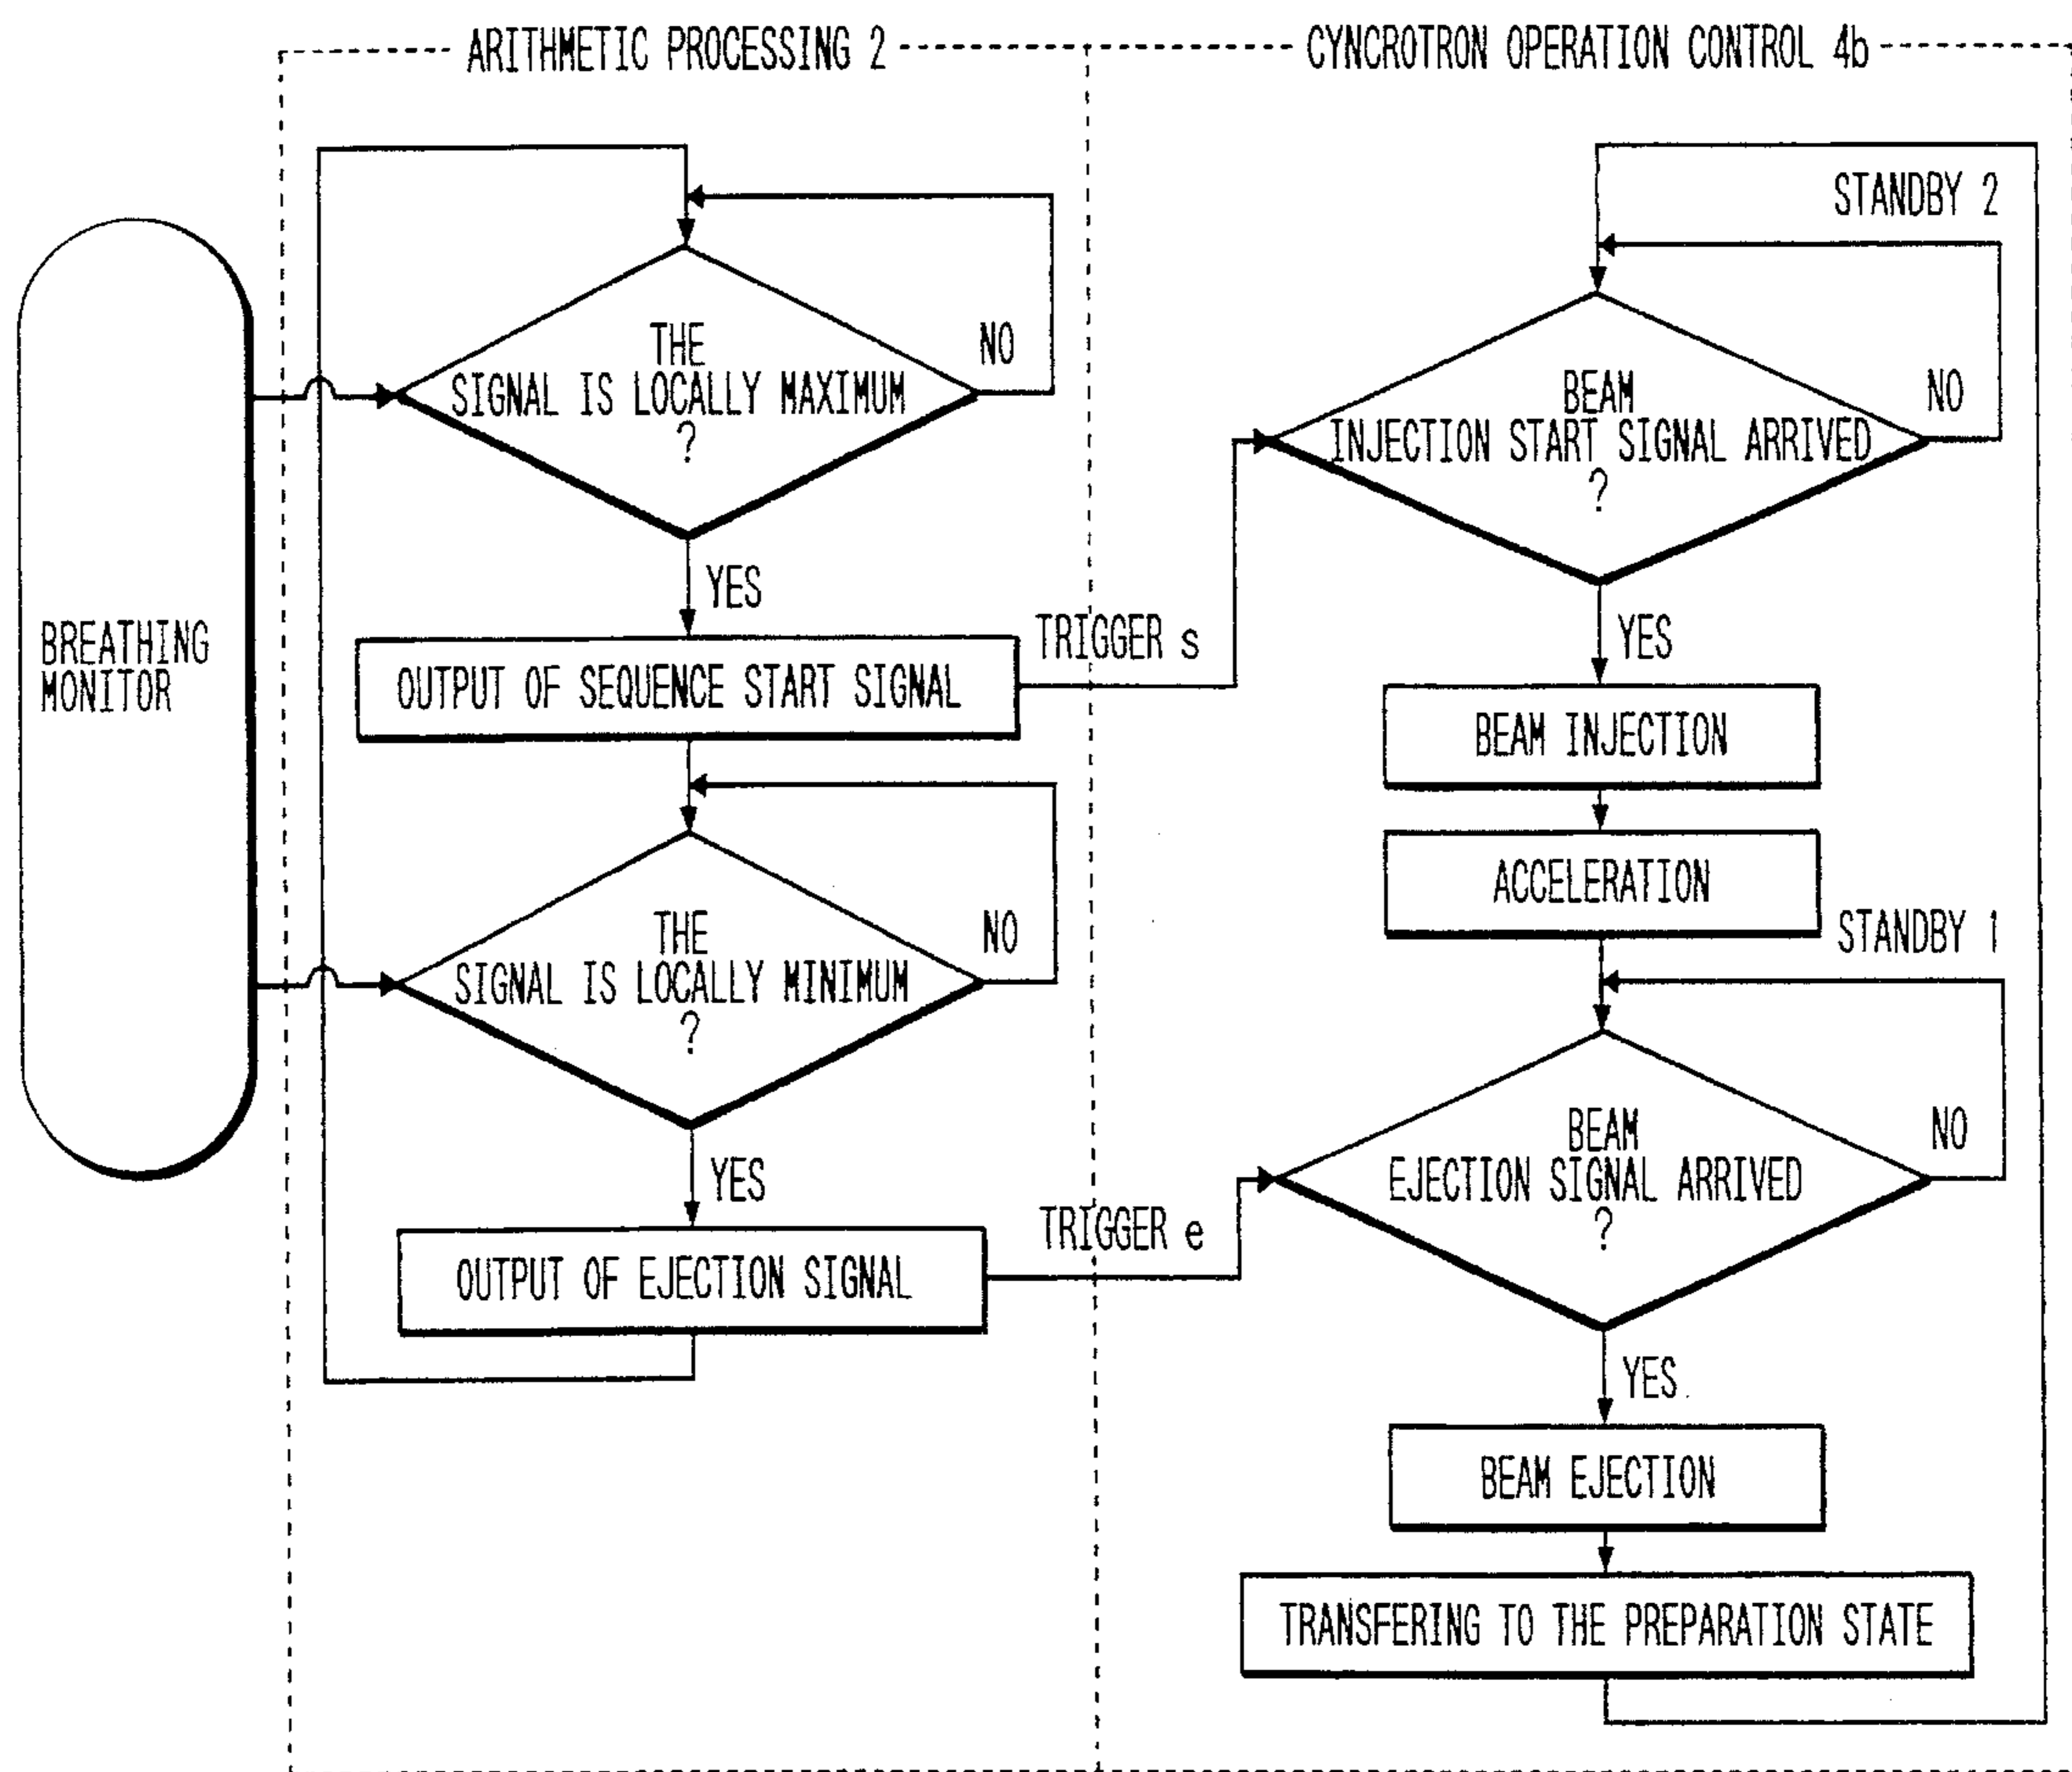 ARITHMETIC PROCESSING 2
CYNCROTRON OPERATION CONTROL 4b
BREATHING
MONITOR
THE
SIGNAL IS LOCALLY MAXIMUM
?
NO
YES
OUTPUT OF SEQUENCE START SIGNAL
TRIGGER s
THE
SIGNAL IS LOCALLY MINIMUM
?
NO
YES
OUTPUT OF EJECTION SIGNAL
TRIGGER e
STANDBY 2
BEAM
INJECTION START SIGNAL ARRIVED
?
NO
YES
BEAM INJECTION
ACCELERATION
STANDBY 1
BEAM
EJECTION SIGNAL ARRIVED
?
NO
YES
BEAM EJECTION
TRANSFERING TO THE PREPARATION STATE